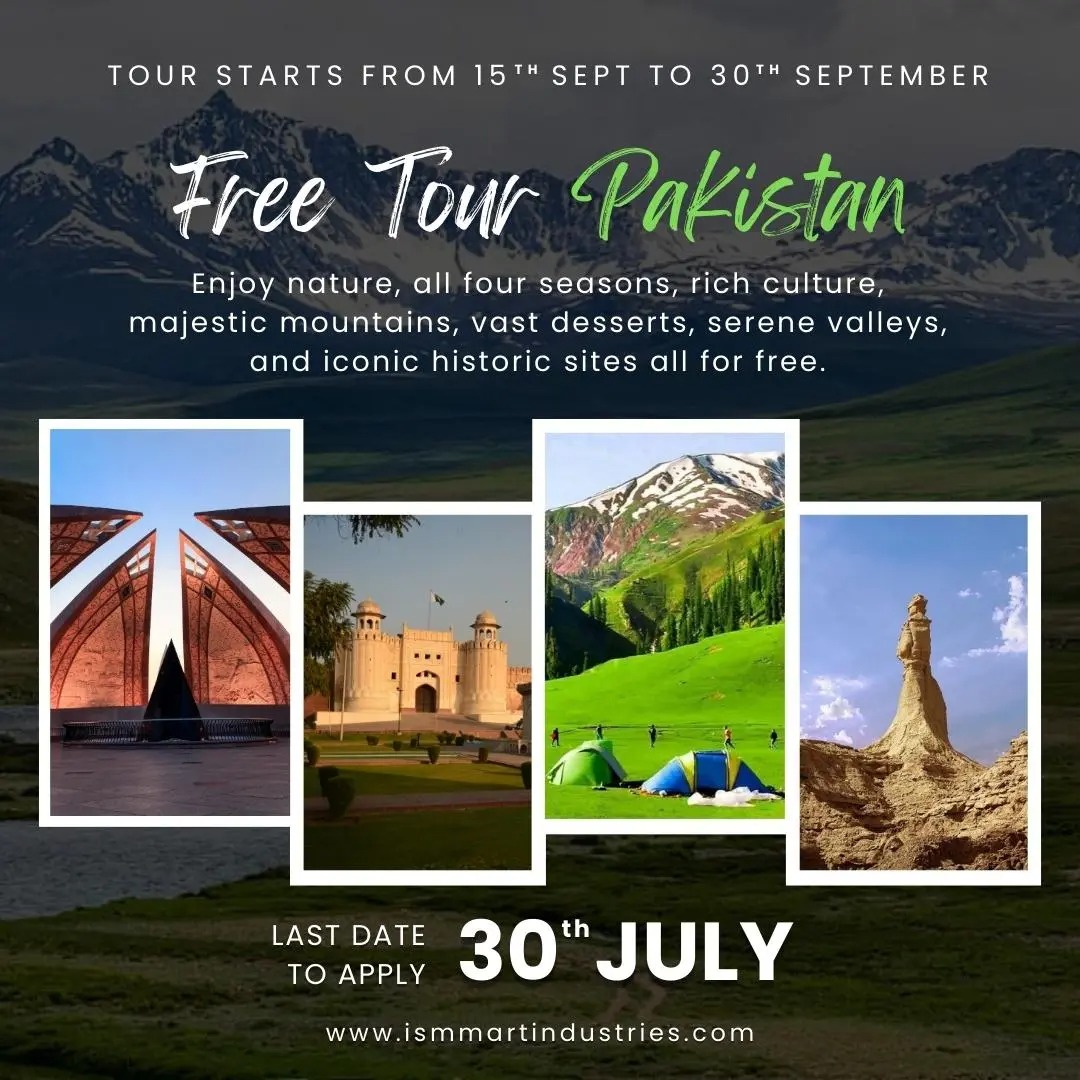 TOUR STARTS FROM 15TH SEPT TO 30TH SEPTEMBER
Free Tour Pakistan
Enjoy nature, all four seasons, rich culture,
majestic mountains, vast desserts, serene valleys,
and iconic historic sites all for free.
LAST DATE
TO APPLY
30th JULY
www.ismmartindustries.com